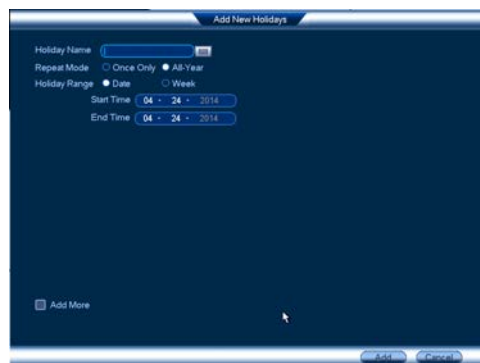 Add New Holidays
Holiday Name
Repeat Mode Once Only All-Year
Holiday Range Date Week
Start Time 04 - 24 - 2014
End Time 04 - 24 - 2014
Add More
Add Cancel